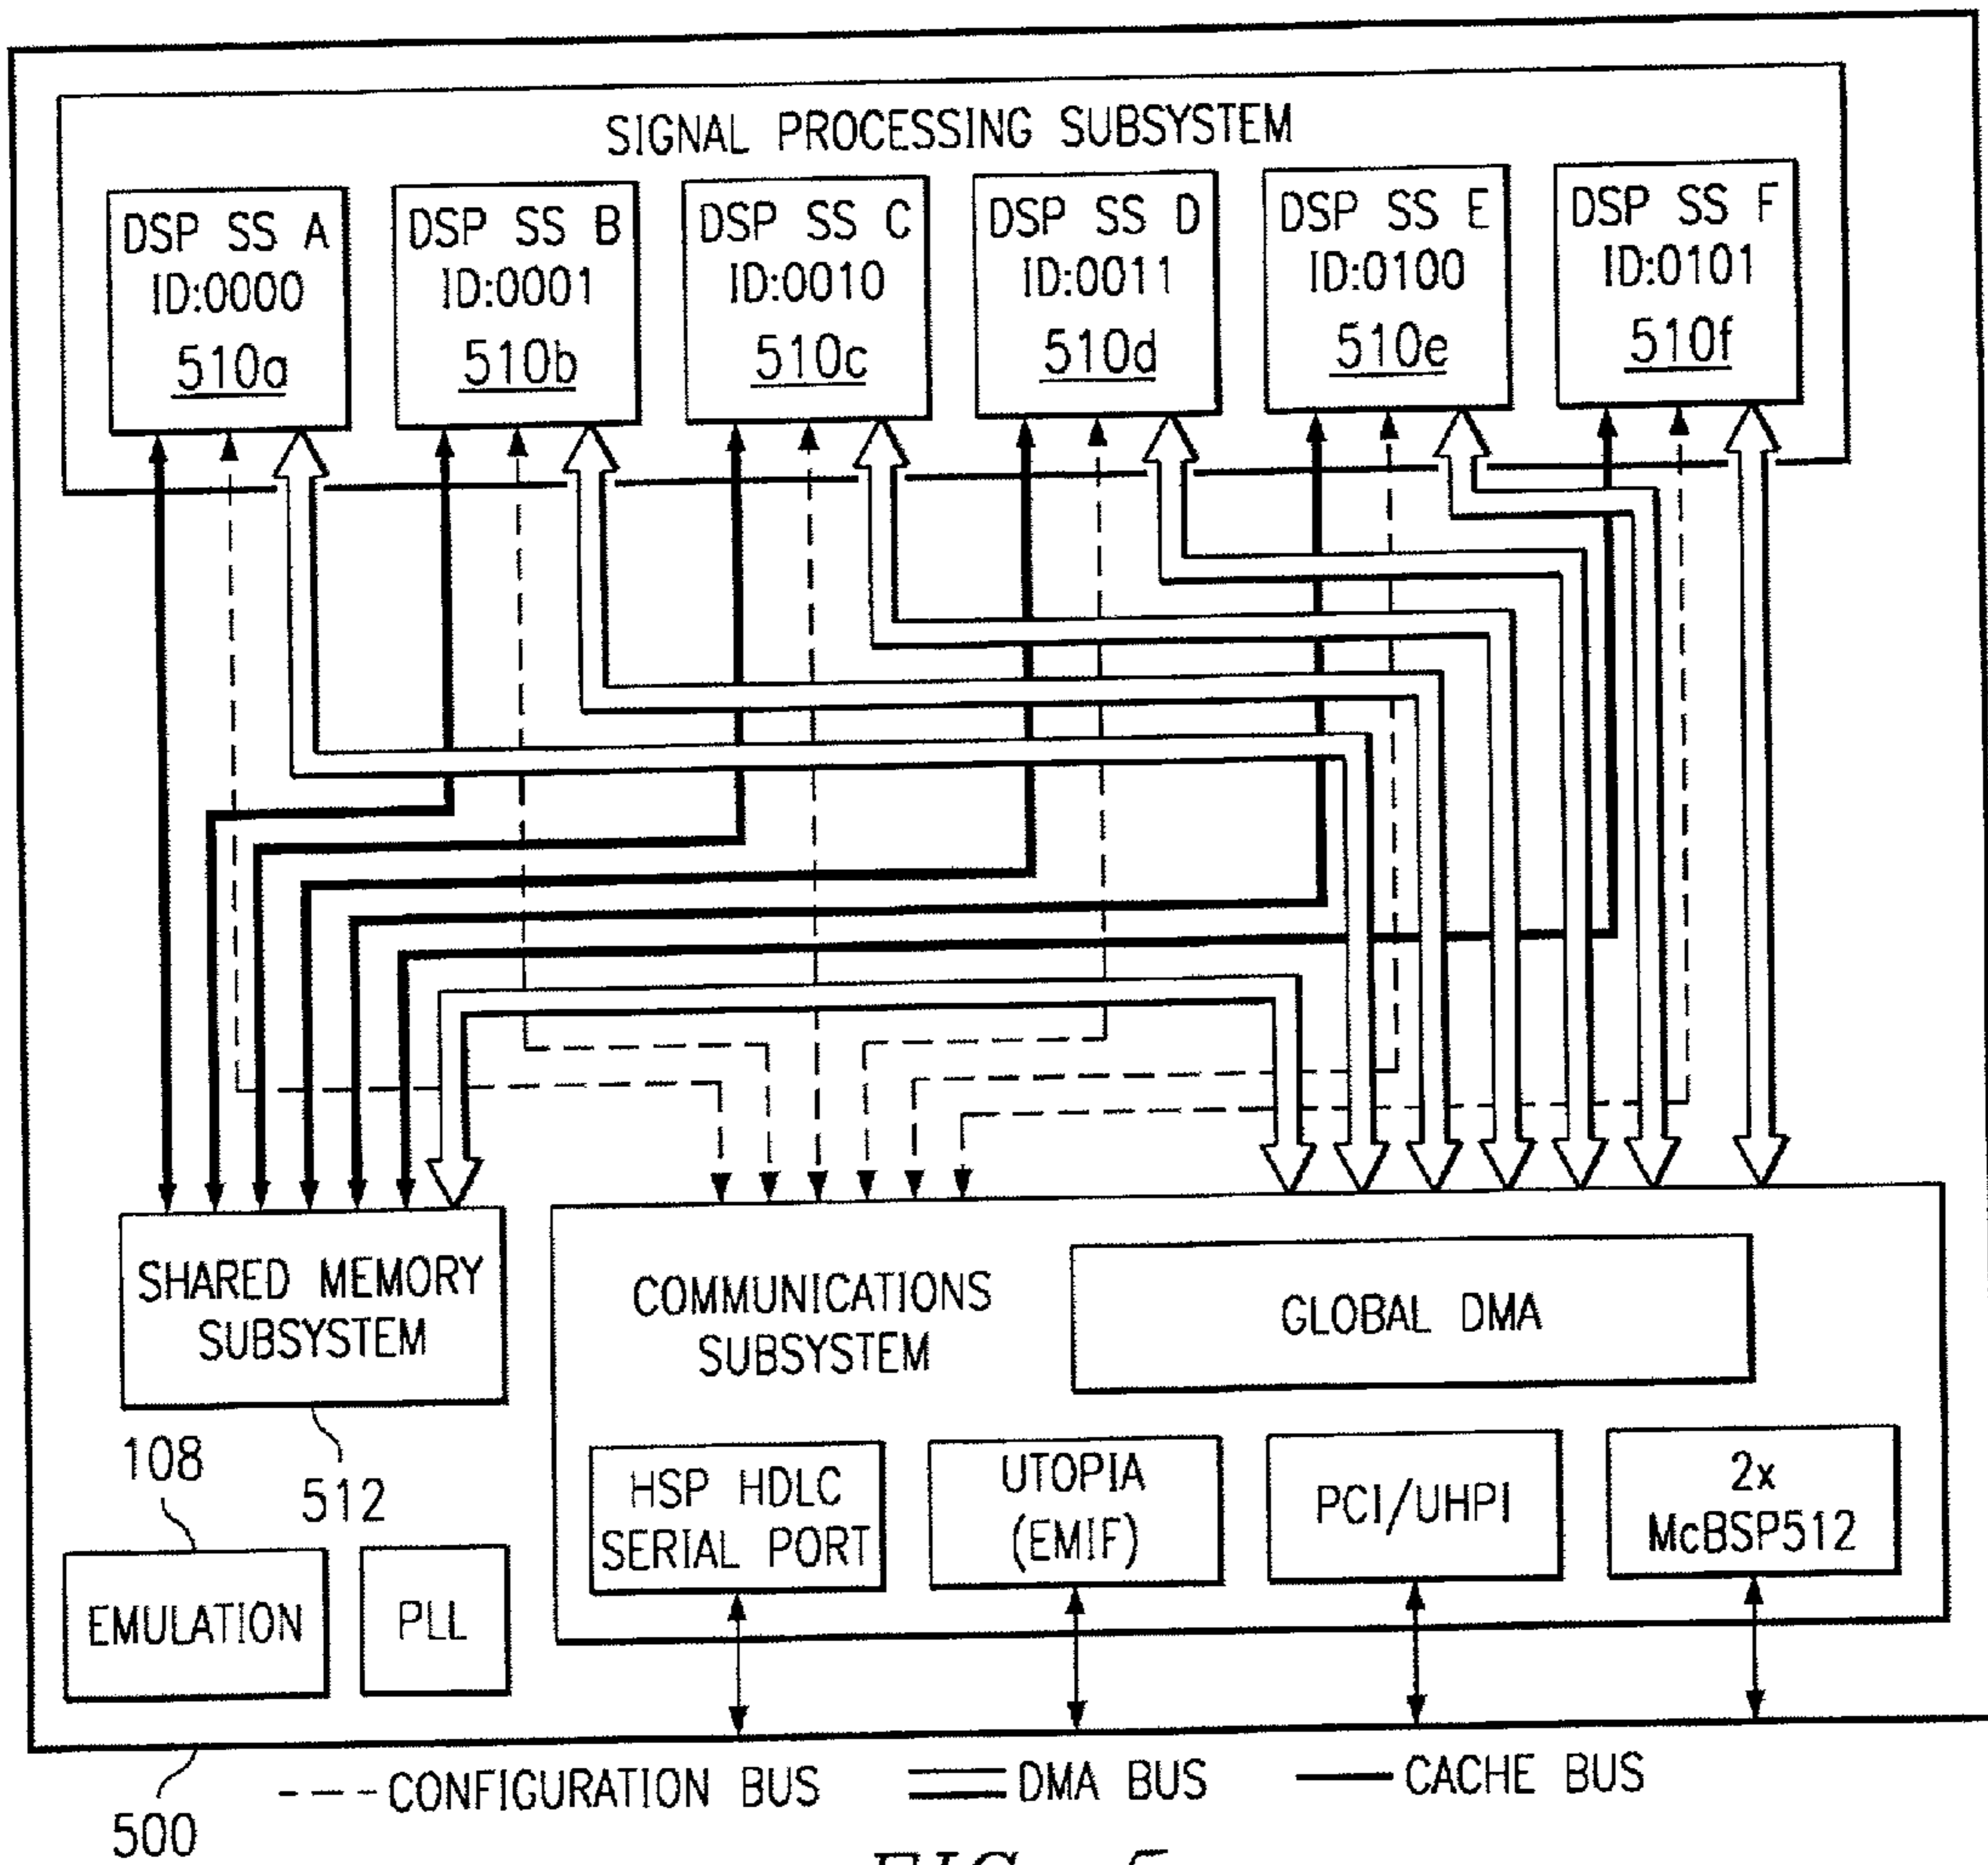 SIGNAL PROCESSING SUBSYSTEM
DSP SS A
ID:0000
510a
DSP SS B
ID:0001
510b
DSP SS C
ID:0010
510c
DSP SS D
ID:0011
510d
DSP SS E
ID:0100
510e
DSP SS F
ID:0101
510f
SHARED MEMORY
SUBSYSTEM
512
COMMUNICATIONS
SUBSYSTEM
GLOBAL DMA
HSP HDLC
SERIAL PORT
UTOPIA
(EMIF)
PCI/UHPI
2x
McBSP512
108
EMULATION
PLL
500
CONFIGURATION BUS
DMA BUS
CACHE BUS